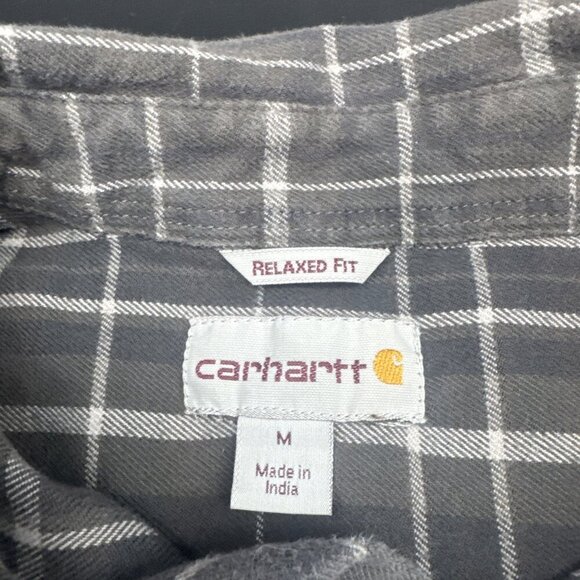 RELAXED FIT
carhartt
M
Made in
India